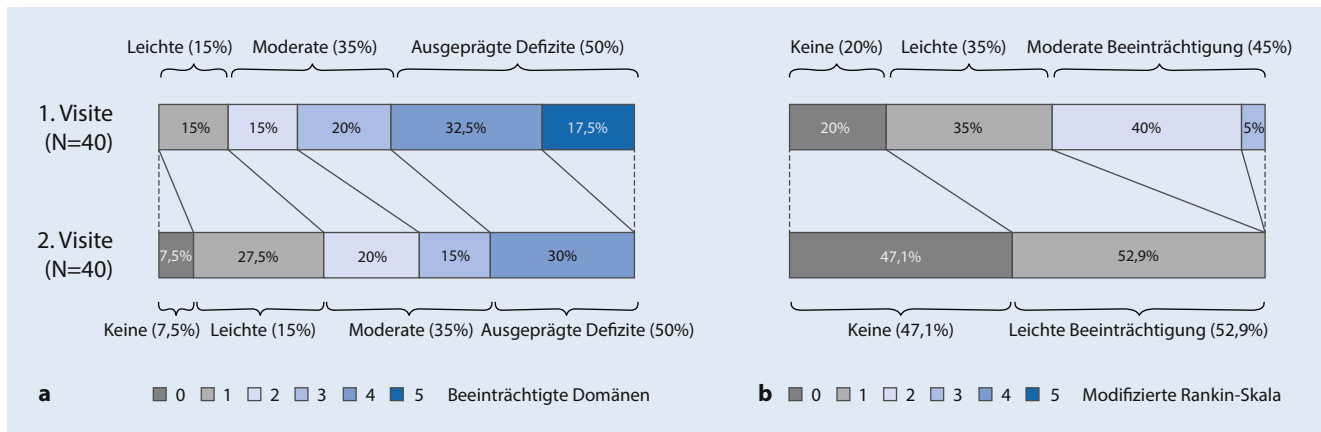 Leichte (15%) Moderate (35%) Ausgeprägte Defizite (50%)
1. Visite
(N=40)
15% 15% 20% 32,5% 17,5%
2. Visite
(N=40)
7,5% 27,5% 20% 15% 30%
Keine (7,5%) Leichte (15%) Moderate (35%) Ausgeprägte Defizite (50%)
a 0 1 2 3 4 5 Beeinträchtigte Domänen
Keine (20%) Leichte (35%) Moderate Beeinträchtigung (45%)
20% 35% 40% 5%
47,1% 52,9%
Keine (47,1%) Leichte Beeinträchtigung (52,9%)
b 0 1 2 3 4 5 Modifizierte Rankin-Skala